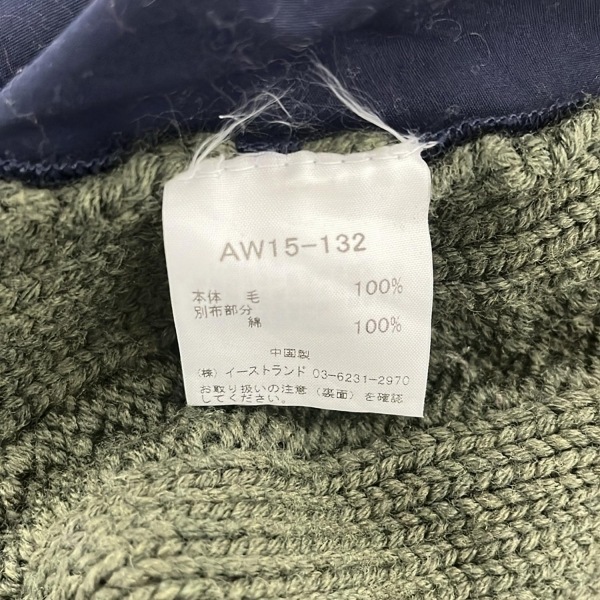 AW15-132
本体 毛 100%
別布部分
綿 100%
中国製
(株) イーストランド 03-6231-2970
お取り扱いの注意 (裏面) を確認
してください。